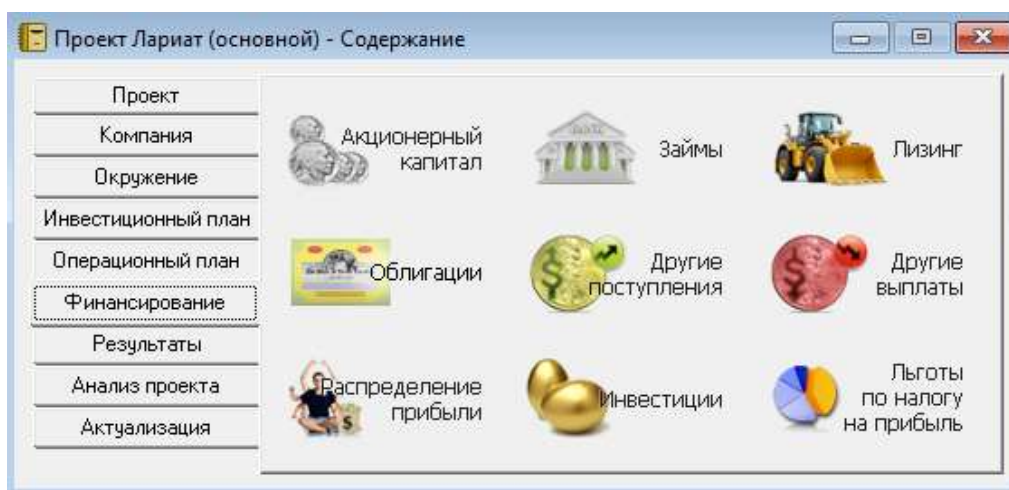 Проект Лариат (основной) - Содержание
Проект
Компания
Окружение
Инвестиционный план
Операционный план
Финансирование
Результаты
Анализ проекта
Актуализация
Акционерный
капитал
Займы
Лизинг
Облигации
Другие
поступления
Другие
выплаты
Распределение
прибыли
Инвестиции
Льготы
по налогу
на прибыль